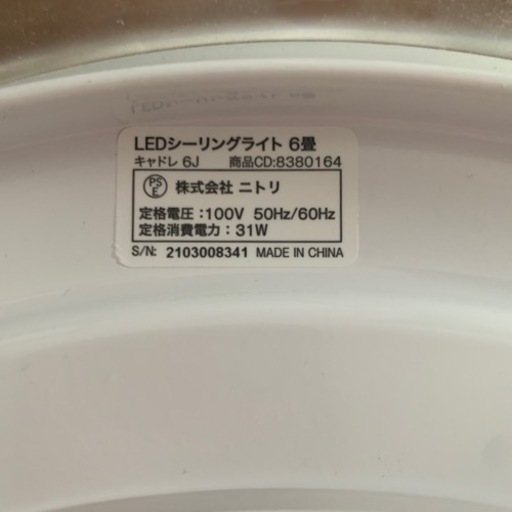 LEDシーリングライト 6畳
キャドレ 6J 商品CD:8380164
PSE 株式会社 ニトリ
定格電圧：100V 50Hz/60Hz
定格消費電力：31W
S/N: 2103008341 MADE IN CHINA